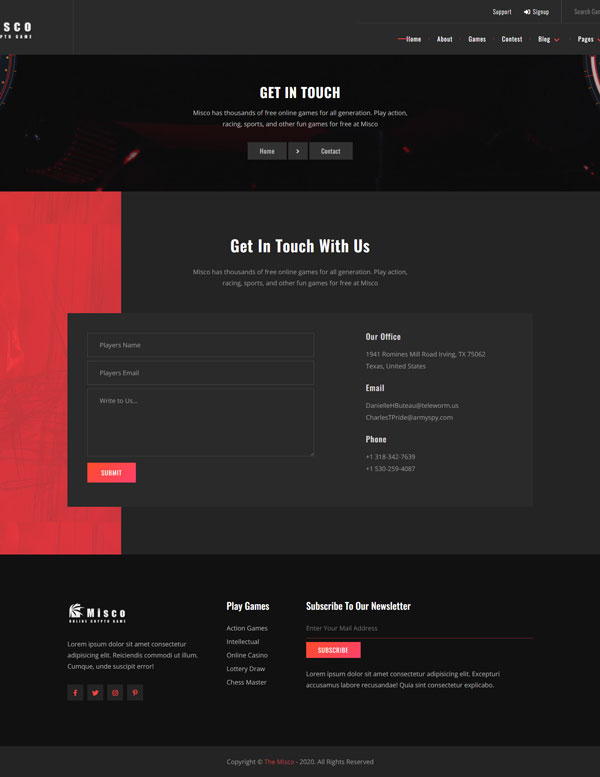 Support
Signup
Search Gam
isco
PTO GAME
Home
About
Games
Contest
Blog
Pages
GET IN TOUCH
Misco has thousands of free online games for all generation. Play action,
racing, sports, and other fun games for free at Misco
Home
Contact
Get In Touch With Us
Misco has thousands of free online games for all generation. Play action,
racing, sports, and other fun games for free at Misco
Players Name
Players Email
Write to Us...
SUBMIT
Our Office
1941 Romines Mill Road Irving, TX 75062
Texas, United States
Email
DanielleHButeau@teleworm.us
CharlesTPride@armyspy.com
Phone
+1 318-342-7639
+1 530-259-4087
Misco
ONLINE CRYPTO GAME
Lorem ipsum dolor sit amet consectetur
adipisicing elit. Reiciendis commodi ut illum.
Cumque, unde suscipit error!
Play Games
Action Games
Intellectual
Online Casino
Lottery Draw
Chess Master
Subscribe To Our Newsletter
Enter Your Mail Address
SUBSCRIBE
Lorem ipsum dolor sit amet consectetur adipisicing elit. Excepturi
accusamus labore recusandae! Quia sint consectetur explicabo.
Copyright © The Misco - 2020. All Rights Reserved